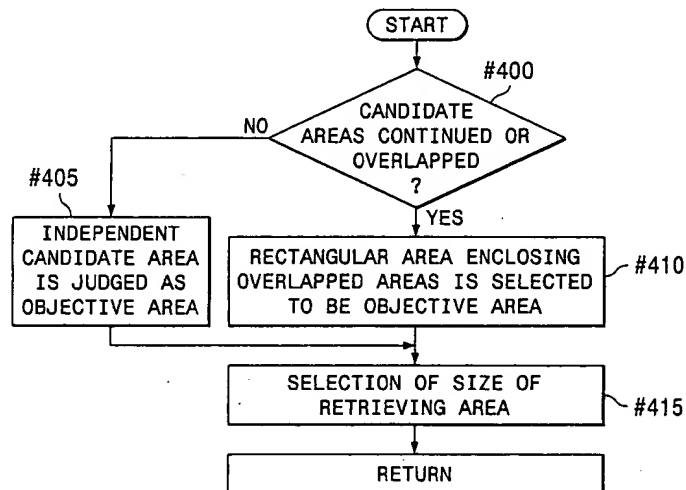 START
#400
CANDIDATE
AREAS CONTINUED OR
OVERLAPPED
?
NO
YES
#405
INDEPENDENT
CANDIDATE AREA
IS JUDGED AS
OBJECTIVE AREA
RECTANGULAR AREA ENCLOSING
OVERLAPPED AREAS IS SELECTED
TO BE OBJECTIVE AREA
#410
SELECTION OF SIZE OF
RETRIEVING AREA
#415
RETURN